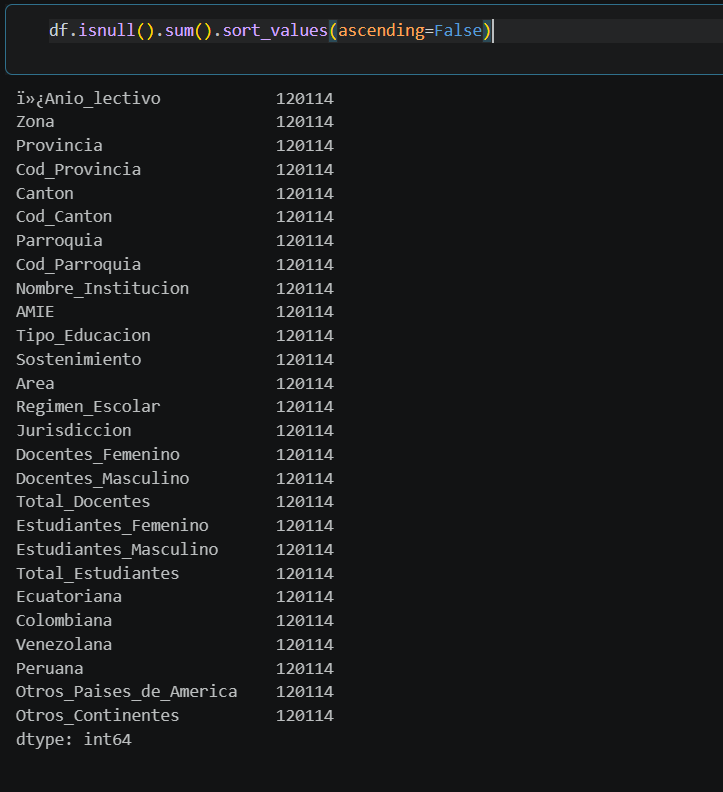 df.isnull().sum().sort_values(ascending=False)
ï»¿Anio_lectivo 120114
Zona 120114
Provincia 120114
Cod_Provincia 120114
Canton 120114
Cod_Canton 120114
Parroquia 120114
Cod_Parroquia 120114
Nombre_Institucion 120114
AMIE 120114
Tipo_Educacion 120114
Sostenimiento 120114
Area 120114
Regimen_Escolar 120114
Jurisdiccion 120114
Docentes_Femenino 120114
Docentes_Masculino 120114
Total_Docentes 120114
Estudiantes_Femenino 120114
Estudiantes_Masculino 120114
Total_Estudiantes 120114
Ecuatoriana 120114
Colombiana 120114
Venezolana 120114
Peruana 120114
Otros_Paises_de_America 120114
Otros_Continentes 120114
dtype: int64